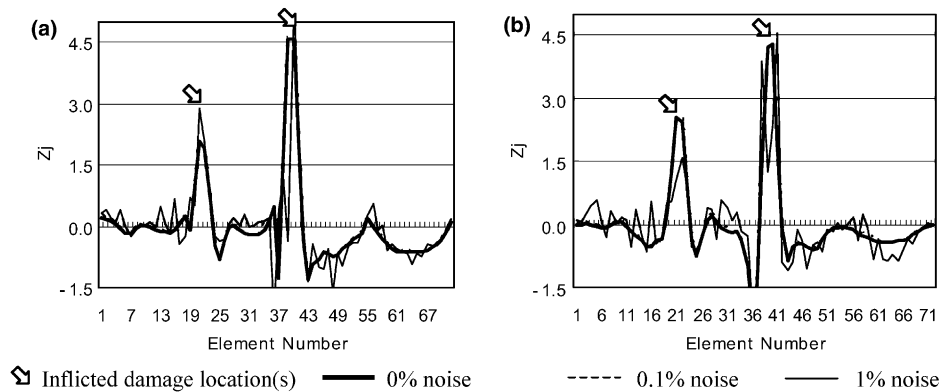 (a)
4.5
3.0
1.5
0.0
-1.5
Zj
1 7 13 19 25 31 37 43 49 55 61 67
Element Number
(b)
4.5
3.0
1.5
0.0
-1.5
Zj
1 6 11 16 21 26 31 36 41 46 51 56 61 66 71
Element Number
Inflicted damage location(s) 0% noise 0.1% noise 1% noise